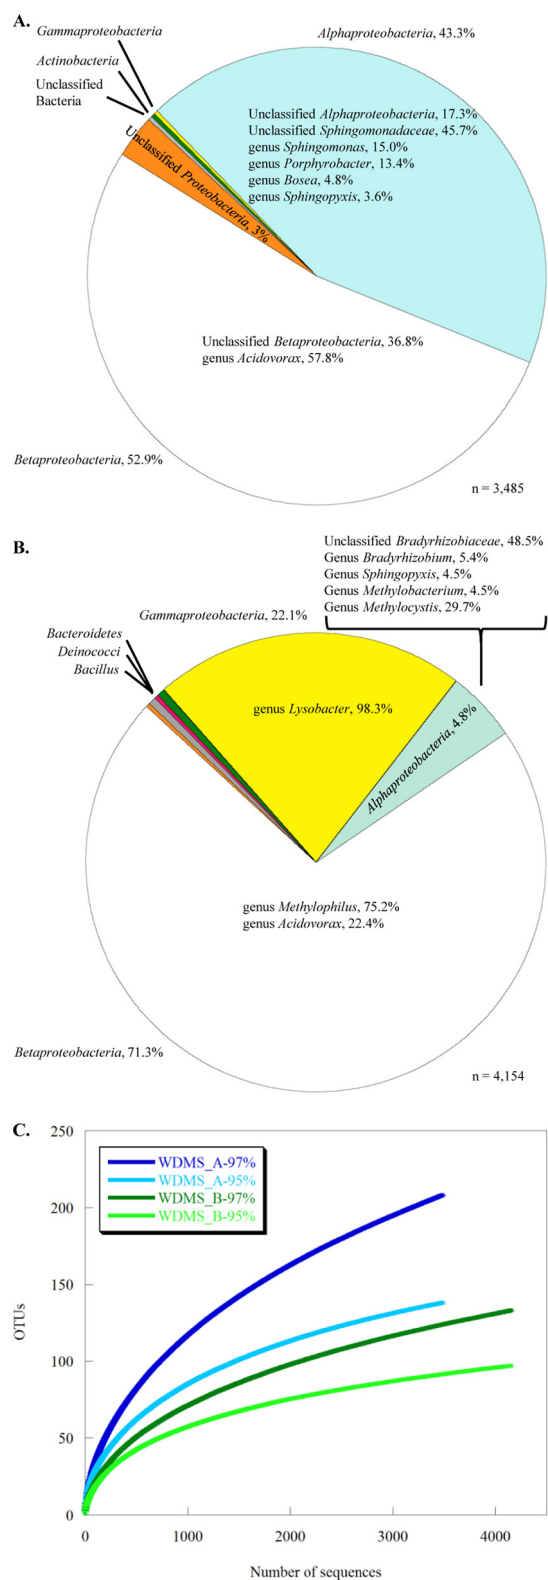 A.
Gammaproteobacteria
Alphaproteobacteria, 43.3%
Actinobacteria
Unclassified
Bacteria
Unclassified Alphaproteobacteria, 17.3%
Unclassified Sphingomonadaceae, 45.7%
genus Sphingomonas, 15.0%
genus Porphyrobacter, 13.4%
genus Bosea, 4.8%
genus Sphingopyxis, 3.6%
Unclassified Proteobacteria, 3%
Unclassified Betaproteobacteria, 36.8%
genus Acidovorax, 57.8%
Betaproteobacteria, 52.9%
n = 3,485
B.
Unclassified Bradyrhizobiaceae, 48.5%
Genus Bradyrhizobium, 5.4%
Genus Sphingopyxis, 4.5%
Genus Methylobacterium, 4.5%
Genus Methylocystis, 29.7%
Gammaproteobacteria, 22.1%
Bacteroidetes
Deinococci
Bacillus
genus Lysobacter, 98.3%
Alphaproteobacteria, 4.8%
genus Methylophilus, 75.2%
genus Acidovorax, 22.4%
Betaproteobacteria, 71.3%
n = 4,154
C.
250
WDMS_A-97%
WDMS_A-95%
WDMS_B-97%
WDMS_B-95%
200
150
OTUs
100
50
0
0 1000 2000 3000 4000
Number of sequences